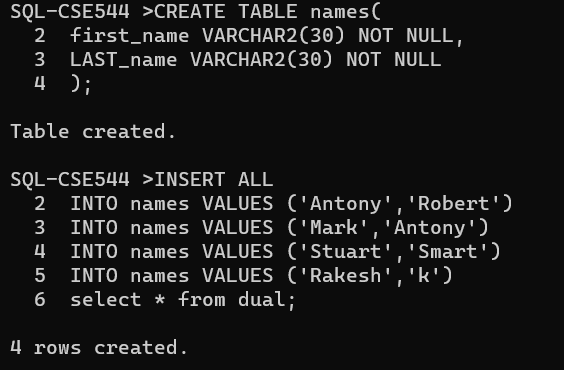 SQL-CSE544 >CREATE TABLE names(
2 first_name VARCHAR2(30) NOT NULL,
3 LAST_name VARCHAR2(30) NOT NULL
4 );
Table created.
SQL-CSE544 >INSERT ALL
2 INTO names VALUES ('Antony','Robert')
3 INTO names VALUES ('Mark','Antony')
4 INTO names VALUES ('Stuart','Smart')
5 INTO names VALUES ('Rakesh','k')
6 select * from dual;
4 rows created.